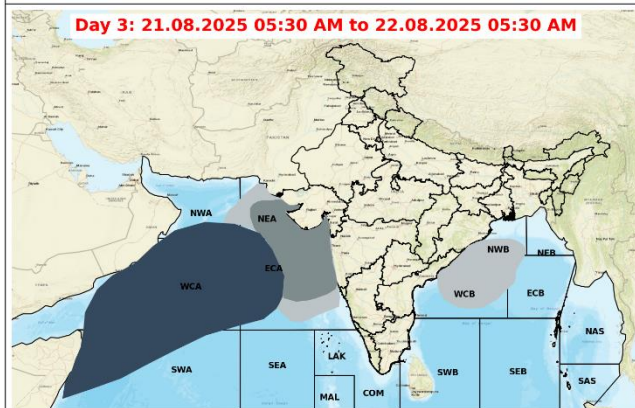 Day 3: 21.08.2025 05:30 AM to 22.08.2025 05:30 AM
NWA
NEA
NWB
NEB
ECA
WCA
WCB
ECB
NAS
LAK
SWA
SEA
SWB
SEB
SAS
MAL
COM